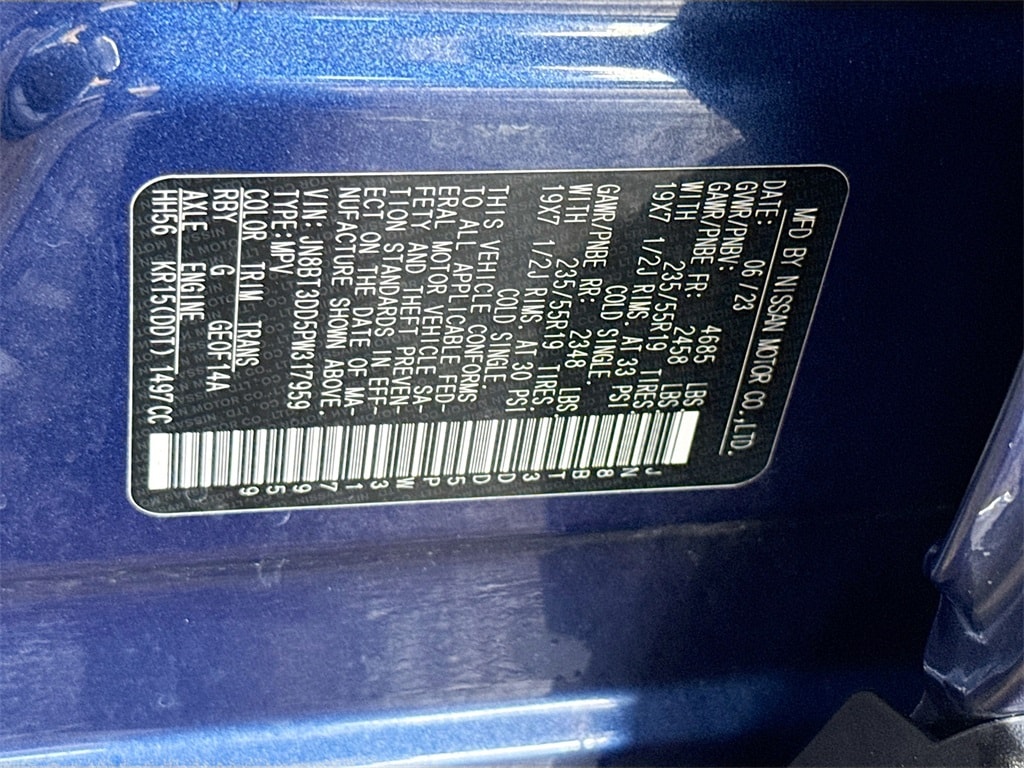 MFD BY NISSAN MOTOR CO.,LTD.
DATE: 06/23
GVWR/PNBV: 4685 LBS
GAWR/PNBE FR: 2458 LBS
WITH 235/55R19 TIRES
19X7 1/2J RIMS. AT 33 PSI
COLD SINGLE.
GAWR/PNBE RR: 2348 LBS
WITH 235/55R19 TIRES.
19X7 1/2J RIMS. AT 30 PSI
COLD SINGLE.
THIS VEHICLE CONFORMS
TO ALL APPLICABLE FED-
ERAL MOTOR VEHICLE SA-
FETY AND THEFT PREVEN-
TION STANDARDS IN EFF-
ECT ON THE DATE OF MA-
NUFACTURE SHOWN ABOVE.
VIN: JN8BT3DD5PW317959
TYPE:MPV
COLOR TRIM TRANS
RBY G GEOF14A
AXLE ENGINE
HH56 KR15(DDT)1497CC
JN8BT3DD5PW317959